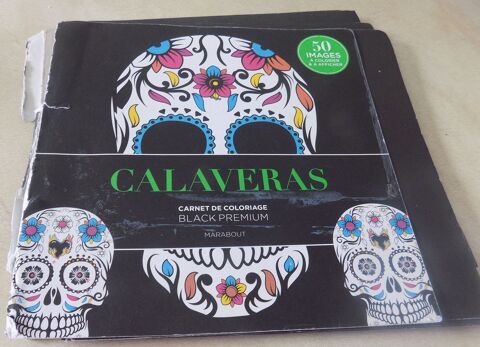 50
IMAGES
À COLORIER
& À AFFICHER
CALAVERAS
CARNET DE COLORIAGE
BLACK PREMIUM
MARABOUT